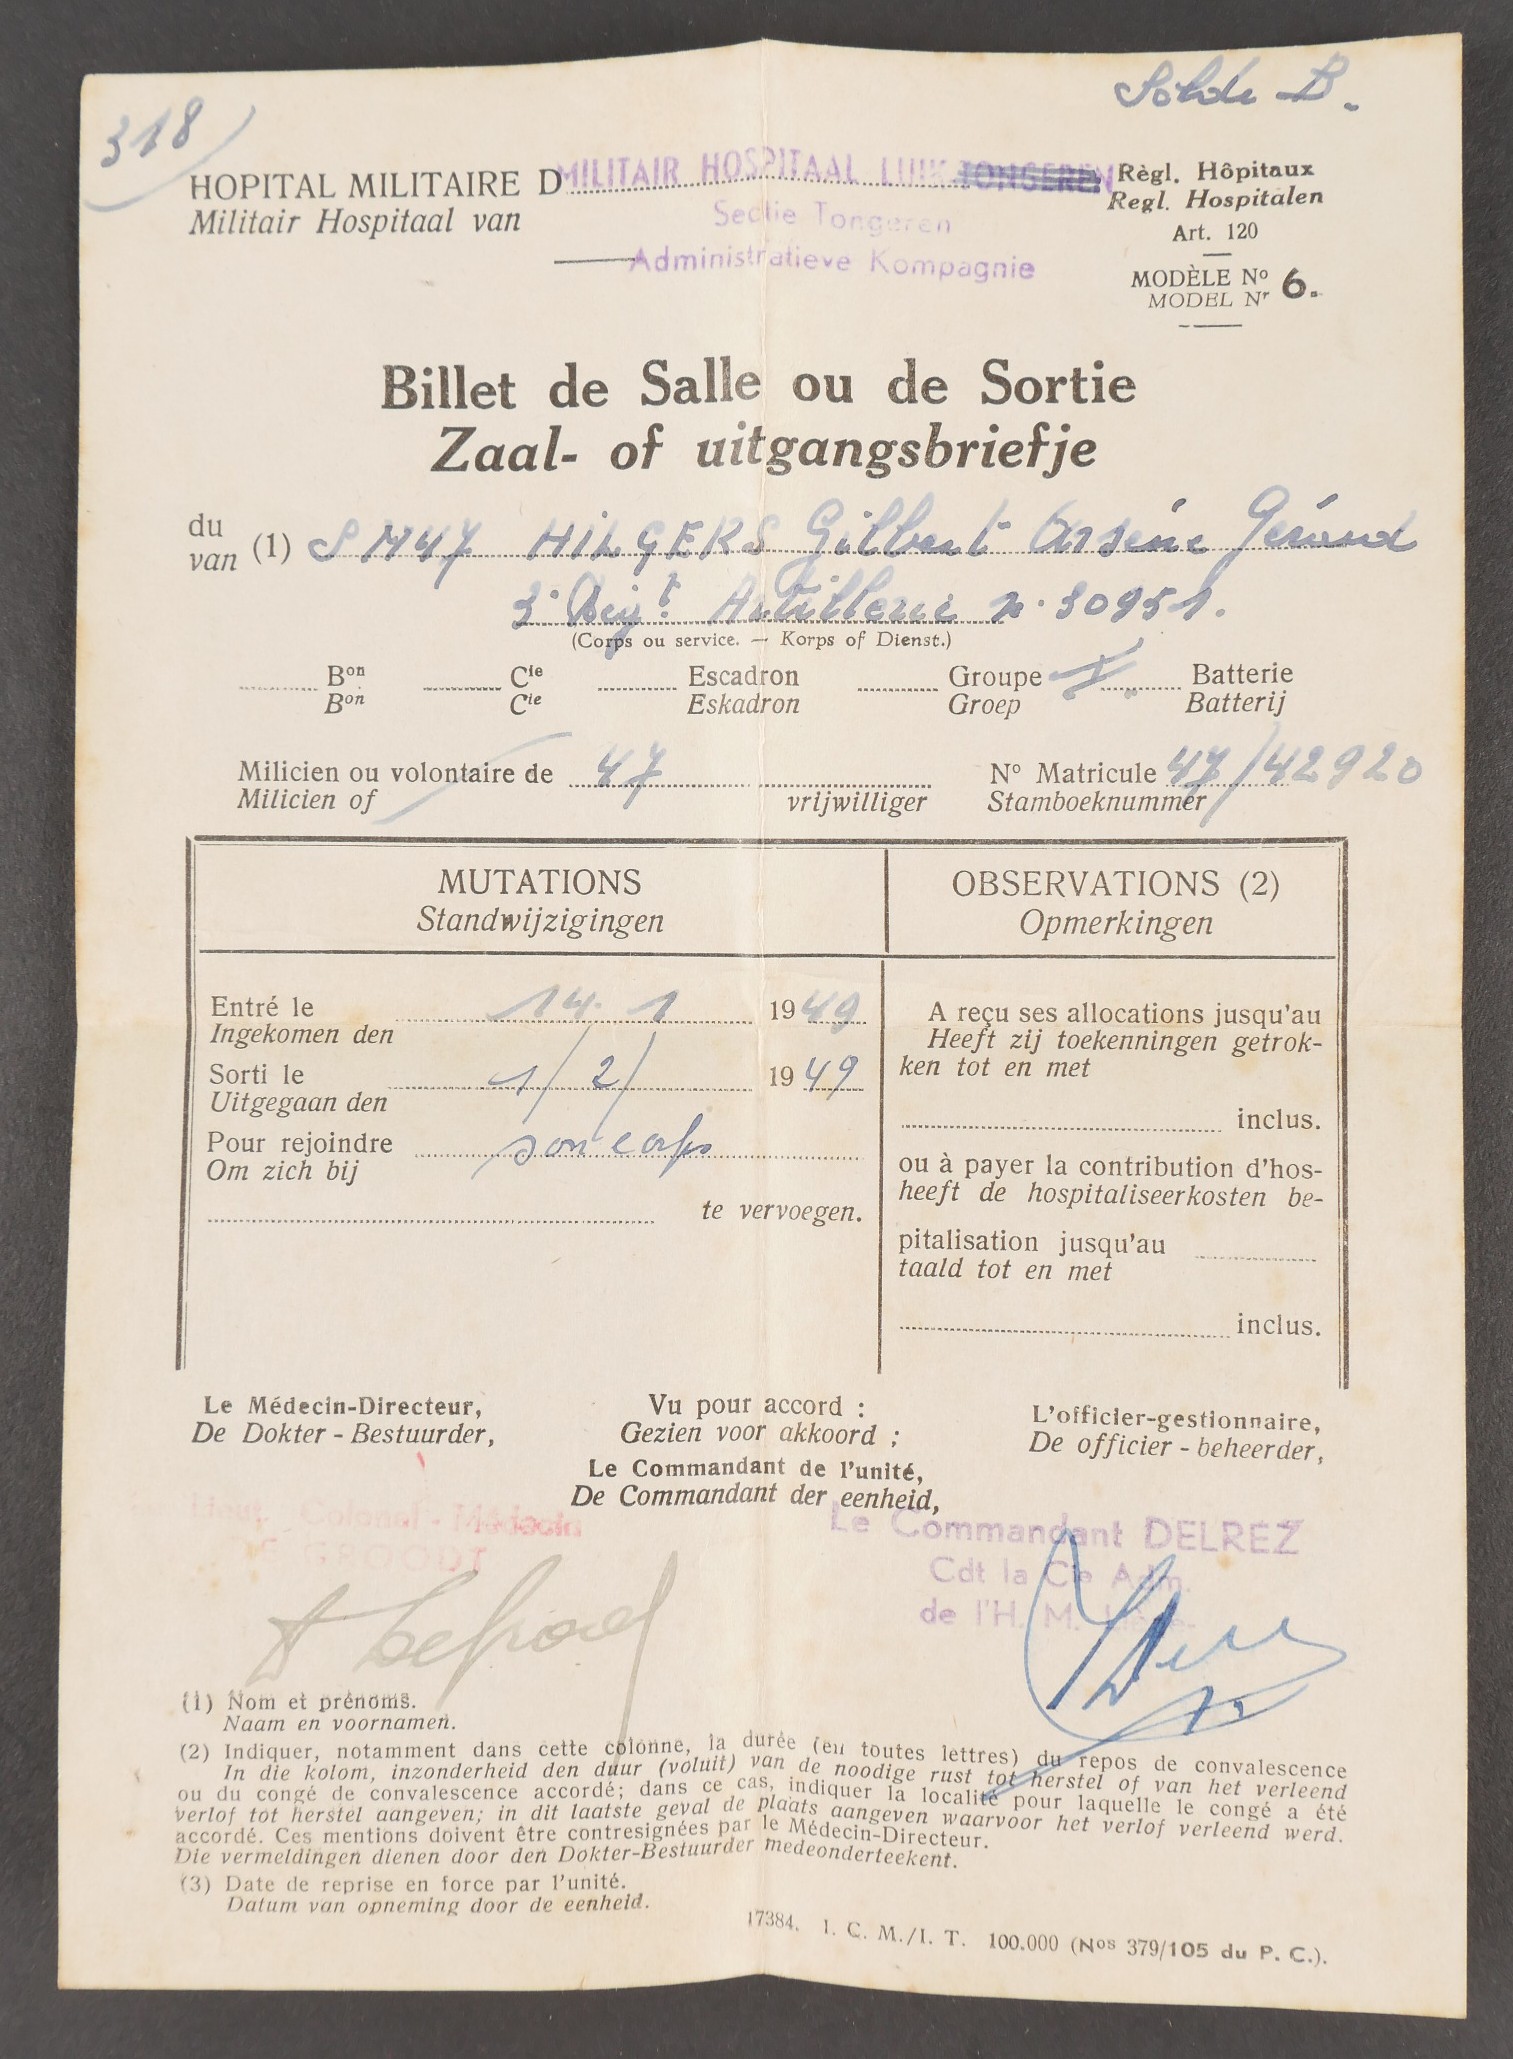 318
Solde B.
HOPITAL MILITAIRE D MILITAIR HOSPITAAL LUIK-TONGEREN
Militair Hospitaal van
Sectie Tongeren
Administratieve Kompagnie
Règl. Hôpitaux
Regl. Hospitalen
Art. 120
MODÈLE Nº 6.
MODEL Nr
Billet de Salle ou de Sortie
Zaal- of uitgangsbriefje
du
van (1) S M47 HILGERS Gilbert Arsène Gérard
3e Regt. Artillerie n. 30951.
(Corps ou service. — Korps of Dienst.)
Bon Cie Escadron Groupe I Batterie
Bon Cie Eskadron Groep Batterij
Milicien ou volontaire de 47 Nº Matricule 47/42920
Milicien of vrijwilliger Stamboeknummer
MUTATIONS
Standwijzigingen
OBSERVATIONS (2)
Opmerkingen
Entré le 14. 1 1949
Ingekomen den
Sorti le 1/2/ 1949
Uitgegaan den
Pour rejoindre son corps
Om zich bij
te vervoegen.
A reçu ses allocations jusqu'au
Heeft zij toekenningen getrok-
ken tot en met
inclus.
ou à payer la contribution d'hos-
heeft de hospitaliseerkosten be-
pitalisation jusqu'au
taald tot en met
inclus.
Le Médecin-Directeur,
De Dokter - Bestuurder,
Vu pour accord :
Gezien voor akkoord ;
Le Commandant de l'unité,
De Commandant der eenheid,
L'officier-gestionnaire,
De officier - beheerder,
Colonel - Médecin
Le Commandant DELREZ
Cdt la Cie Adm.
de l'H. M.
(1) Nom et prénoms.
Naam en voornamen.
(2) Indiquer, notamment dans cette colonne, la durée (en toutes lettres) du repos de convalescence
In die kolom, inzonderheid den duur (voluit) van de noodige rust tot herstel of van het verleend
ou du congé de convalescence accordé; dans ce cas, indiquer la localité pour laquelle le congé a été
verlof tot herstel aangeven; in dit laatste geval de plaats aangeven waarvoor het verlof verleend werd.
accordé. Ces mentions doivent être contresignées par le Médecin-Directeur.
Die vermeldingen dienen door den Dokter-Bestuurder medeonderteekent.
(3) Date de reprise en force par l'unité.
Datum van opneming door de eenheid.
17384. I. C. M./I. T. 100.000 (Nos 379/105 du P. C.).